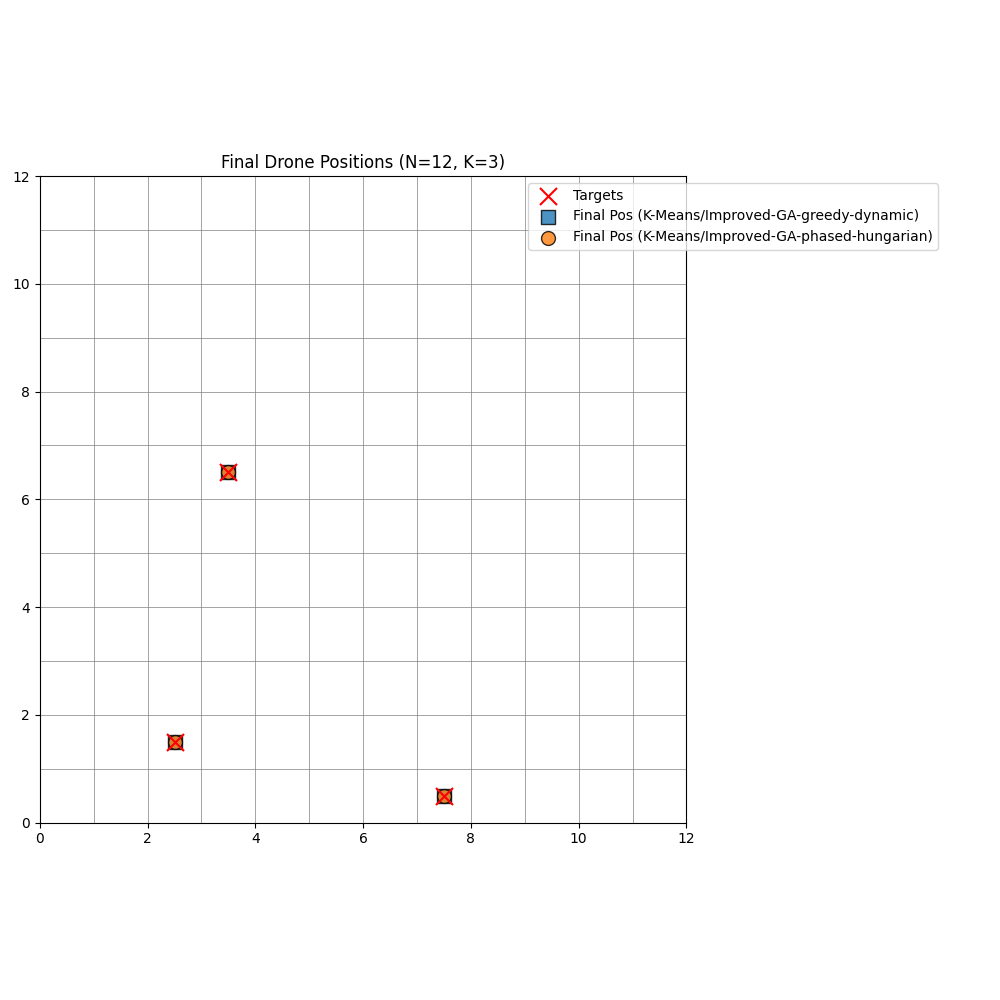 Final Drone Positions (N=12, K=3)
Targets
Final Pos (K-Means/Improved-GA-greedy-dynamic)
Final Pos (K-Means/Improved-GA-phased-hungarian)
12
10
8
6
4
2
0
0 2 4 6 8 10 12